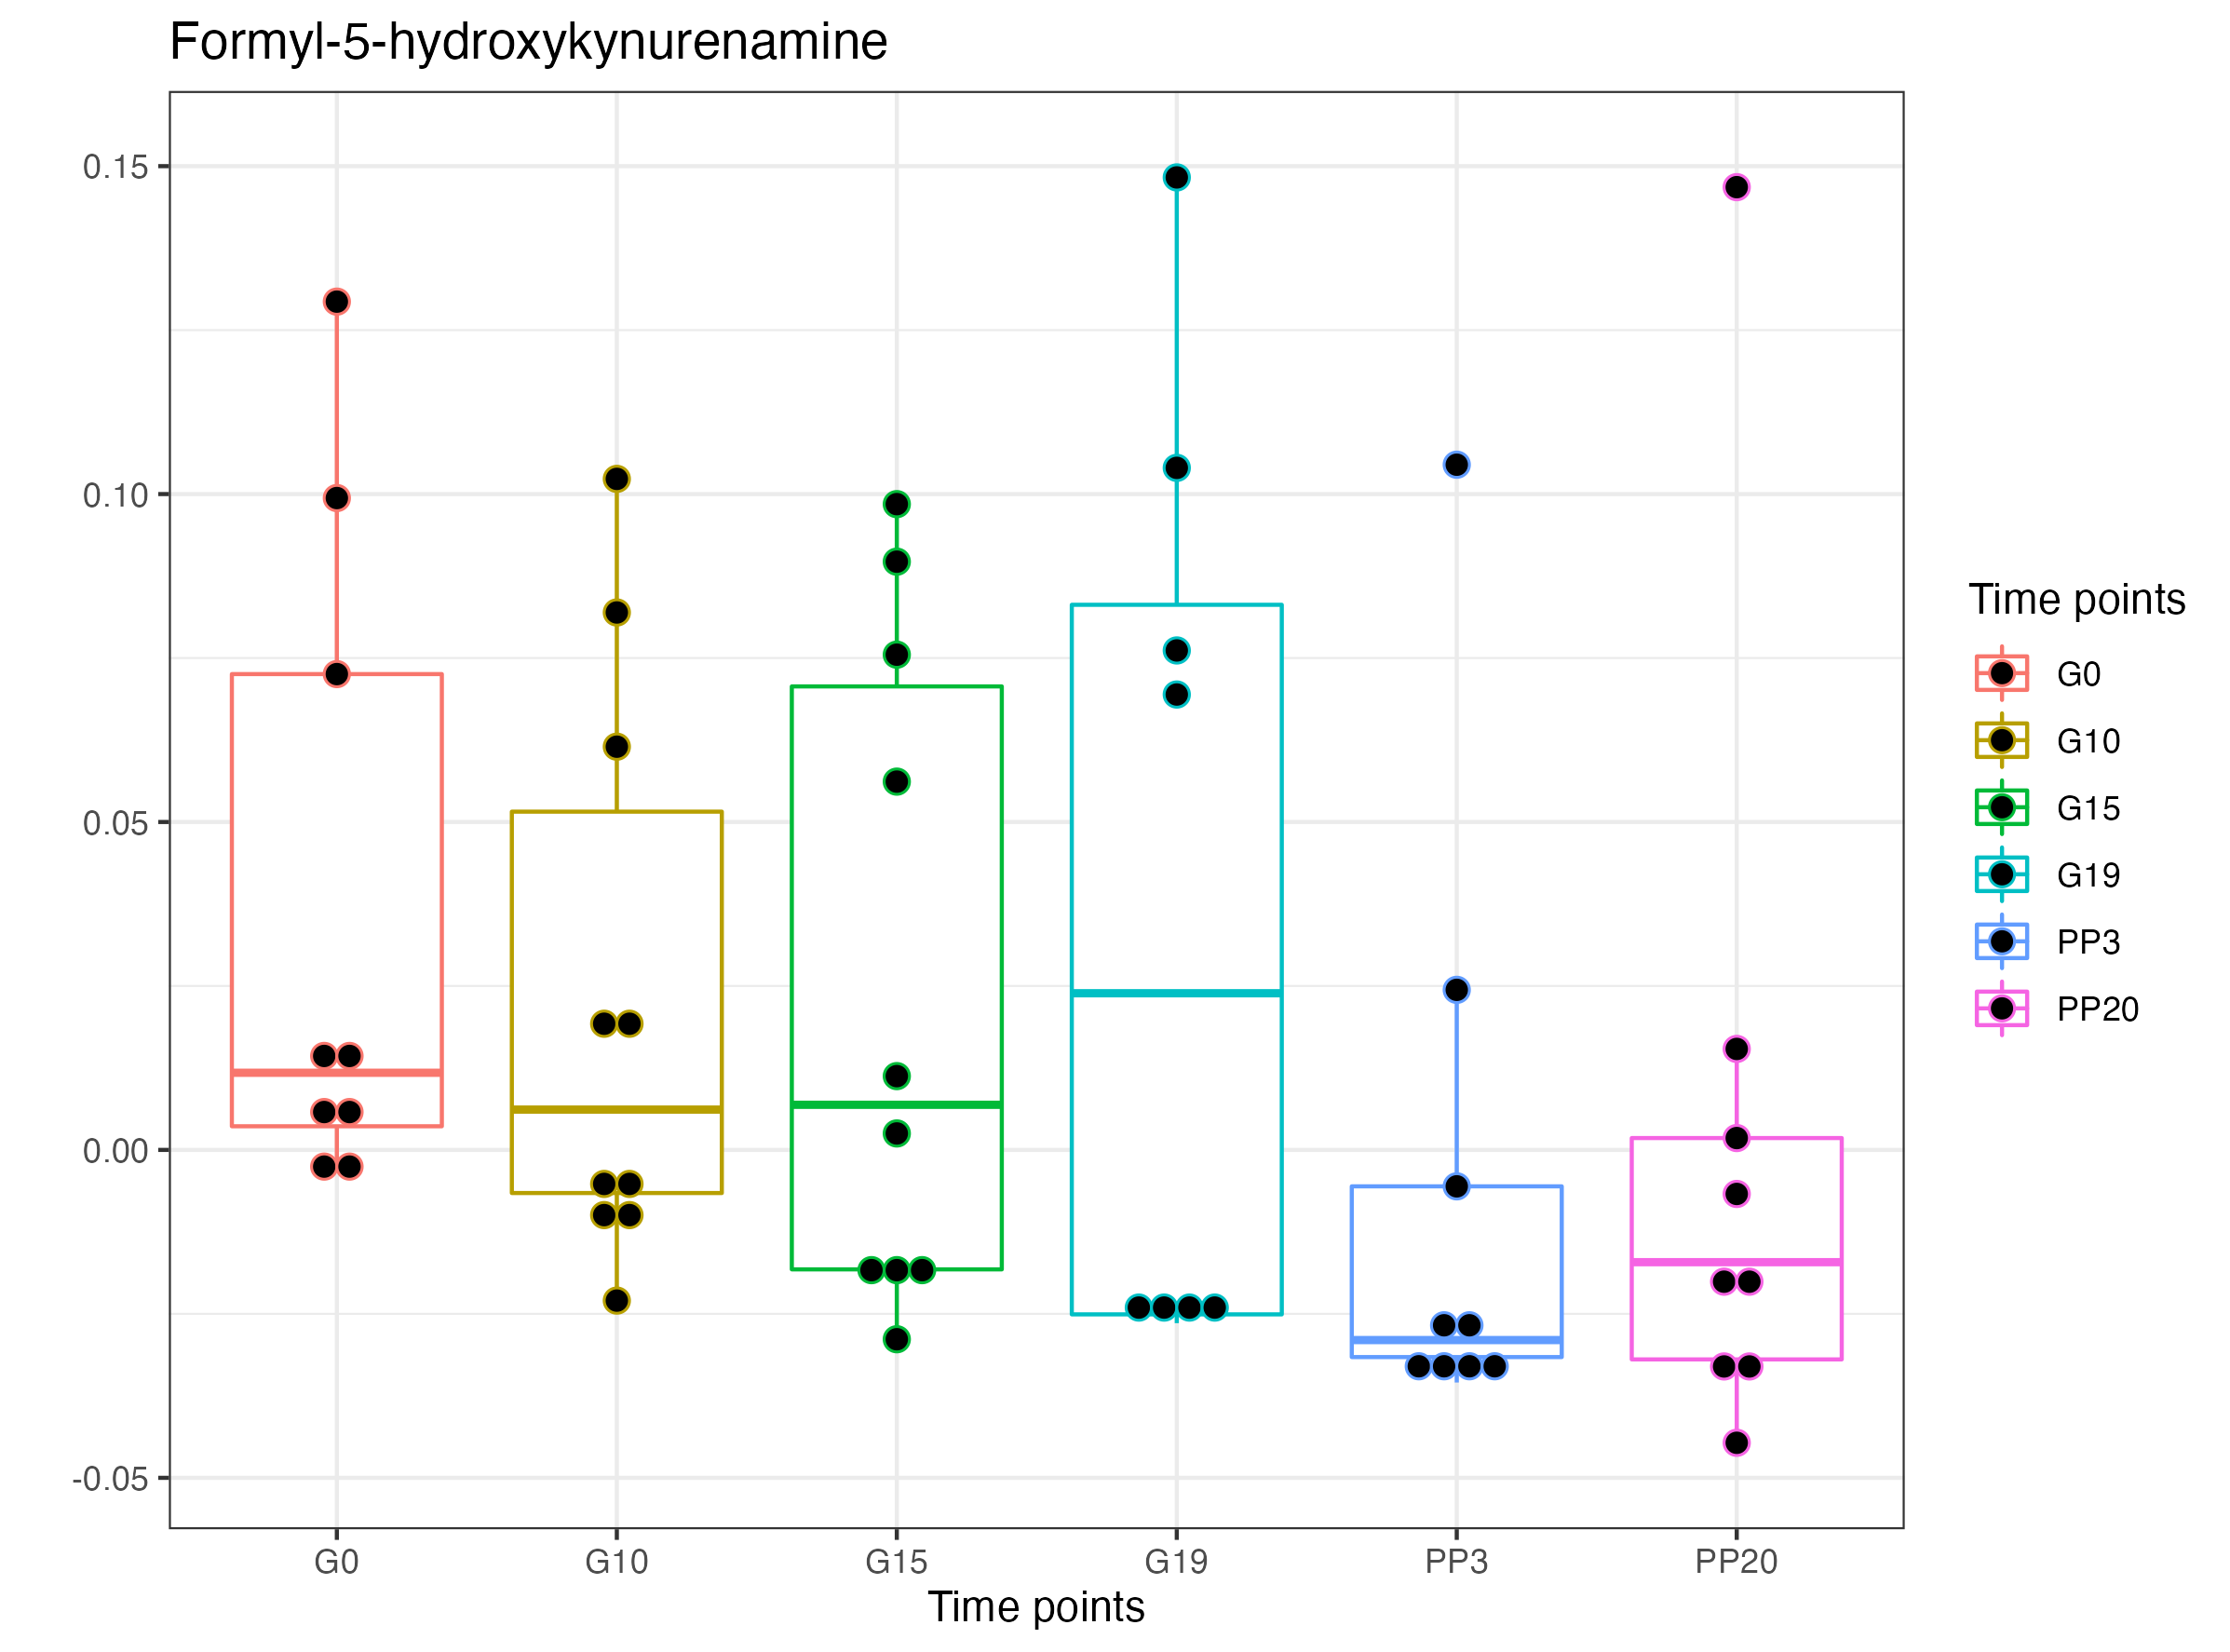 Formyl-5-hydroxykynurenamine
0.15
0.10
0.05
0.00
-0.05
G0 G10 G15 G19 PP3 PP20
Time points
Time points
G0
G10
G15
G19
PP3
PP20